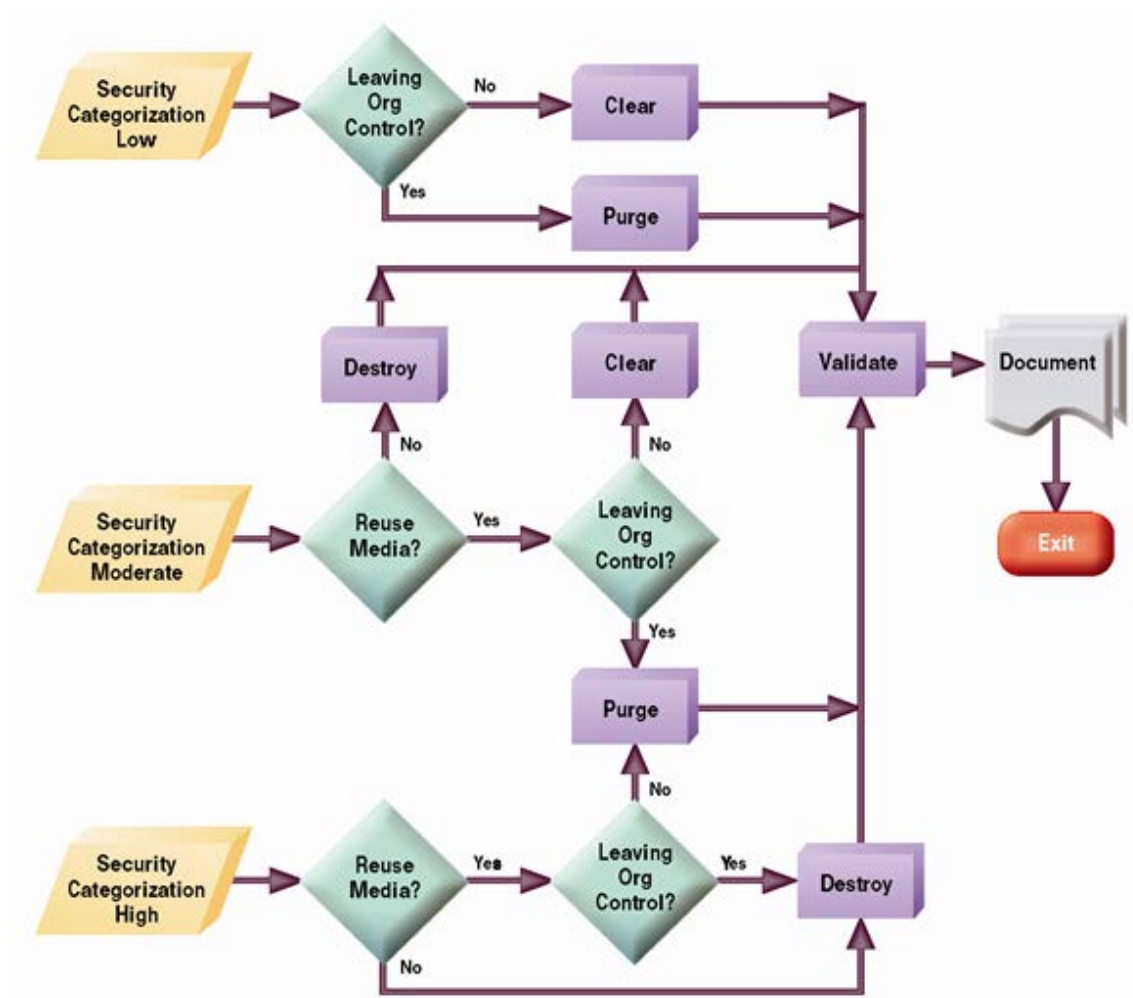 Security
Categorization
Low
Leaving
Org
Control?
No
Clear
Yes
Purge
Destroy
Clear
Validate
Document
No
No
Security
Categorization
Moderate
Reuse
Media?
Yes
Leaving
Org
Control?
Exit
Yes
Purge
No
Security
Categorization
High
Reuse
Media?
Yes
Leaving
Org
Control?
Yes
Destroy
No